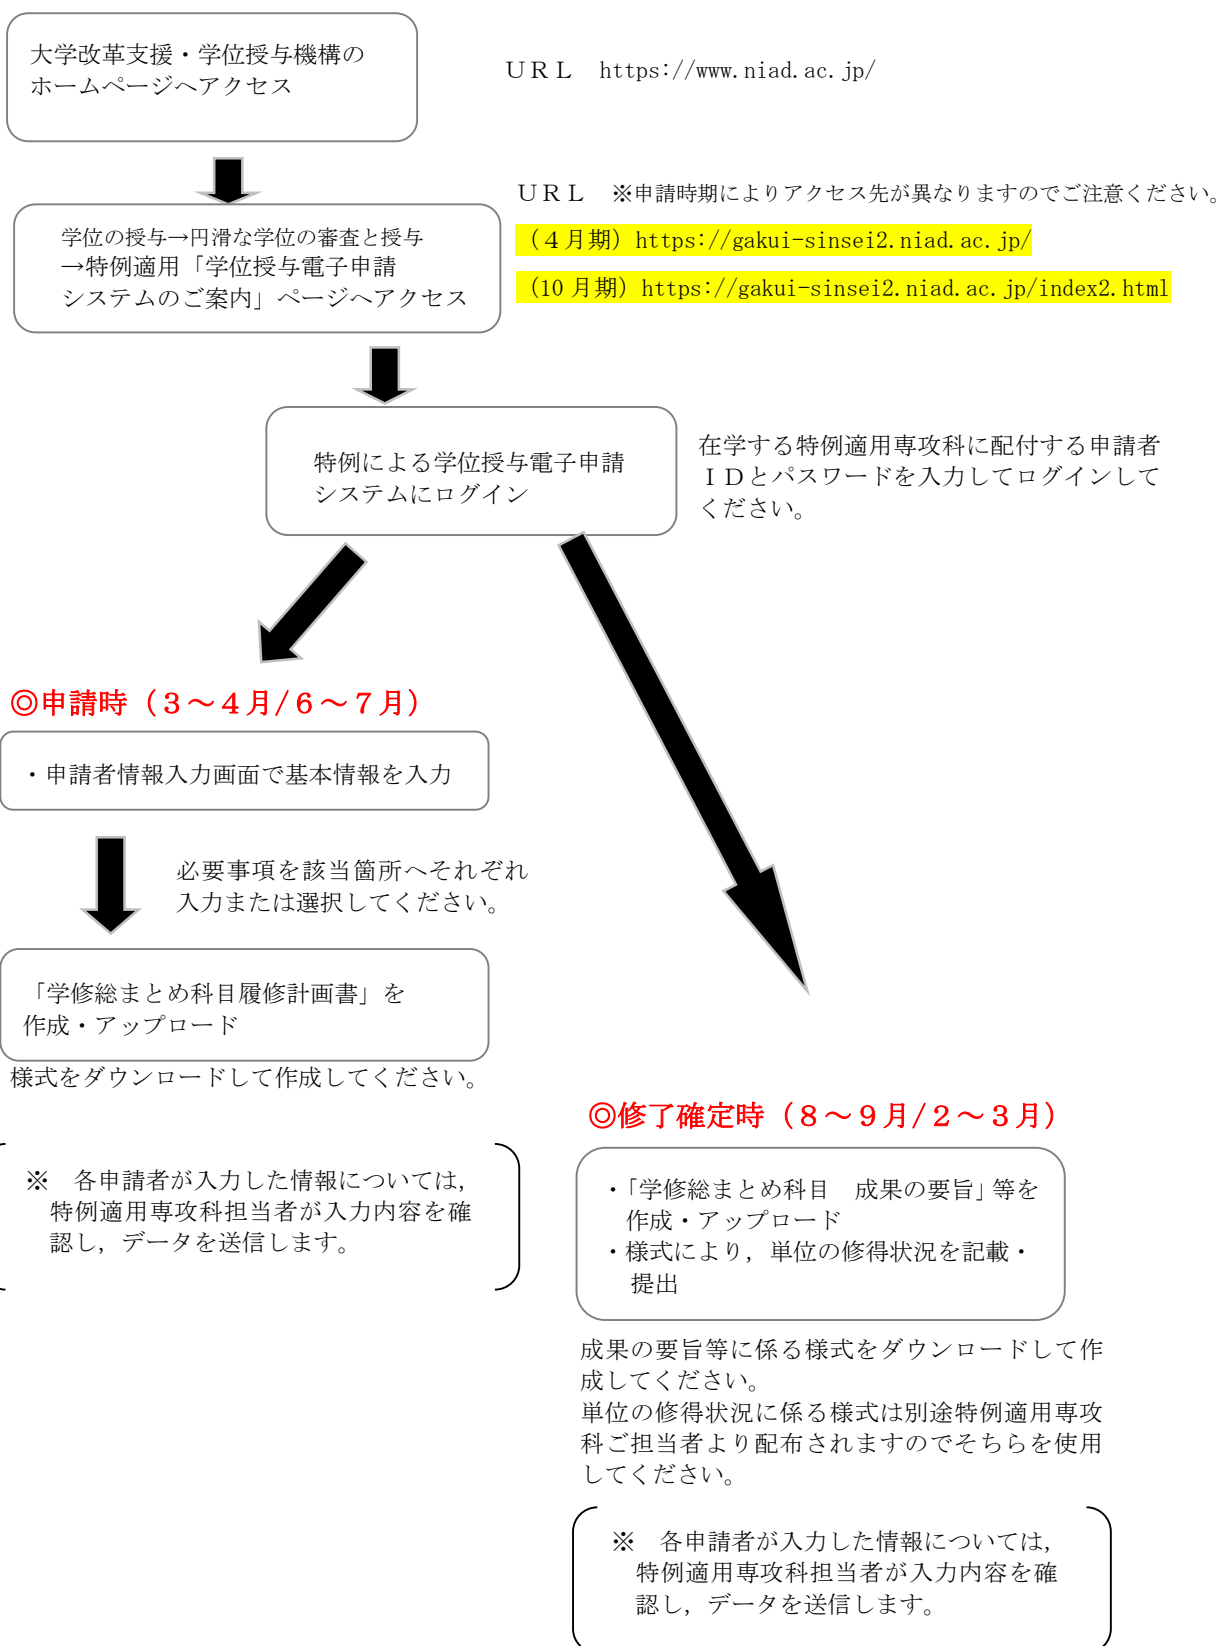 大学改革支援・学位授与機構の
ホームページへアクセス
ＵＲＬ　https://www.niad.ac.jp/
ＵＲＬ　※申請時期によりアクセス先が異なりますのでご注意ください。
（４月期）https://gakui-sinsei2.niad.ac.jp/
（10月期）https://gakui-sinsei2.niad.ac.jp/index2.html
学位の授与→円滑な学位の審査と授与
→特例適用「学位授与電子申請
システムのご案内」ページへアクセス
特例による学位授与電子申請
システムにログイン
在学する特例適用専攻科に配付する申請者
ＩＤとパスワードを入力してログインして
ください。
◎申請時（３～４月/６～７月）
・申請者情報入力画面で基本情報を入力
必要事項を該当箇所へそれぞれ
入力または選択してください。
「学修総まとめ科目履修計画書」を
作成・アップロード
様式をダウンロードして作成してください。
※　各申請者が入力した情報については，
特例適用専攻科担当者が入力内容を確
認し，データを送信します。
◎修了確定時（８～９月/２～３月）
・「学修総まとめ科目　成果の要旨」等を
作成・アップロード
・様式により，単位の修得状況を記載・
提出
成果の要旨等に係る様式をダウンロードして作
成してください。
単位の修得状況に係る様式は別途特例適用専攻
科ご担当者より配布されますのでそちらを使用
してください。
※　各申請者が入力した情報については，
特例適用専攻科担当者が入力内容を確
認し，データを送信します。